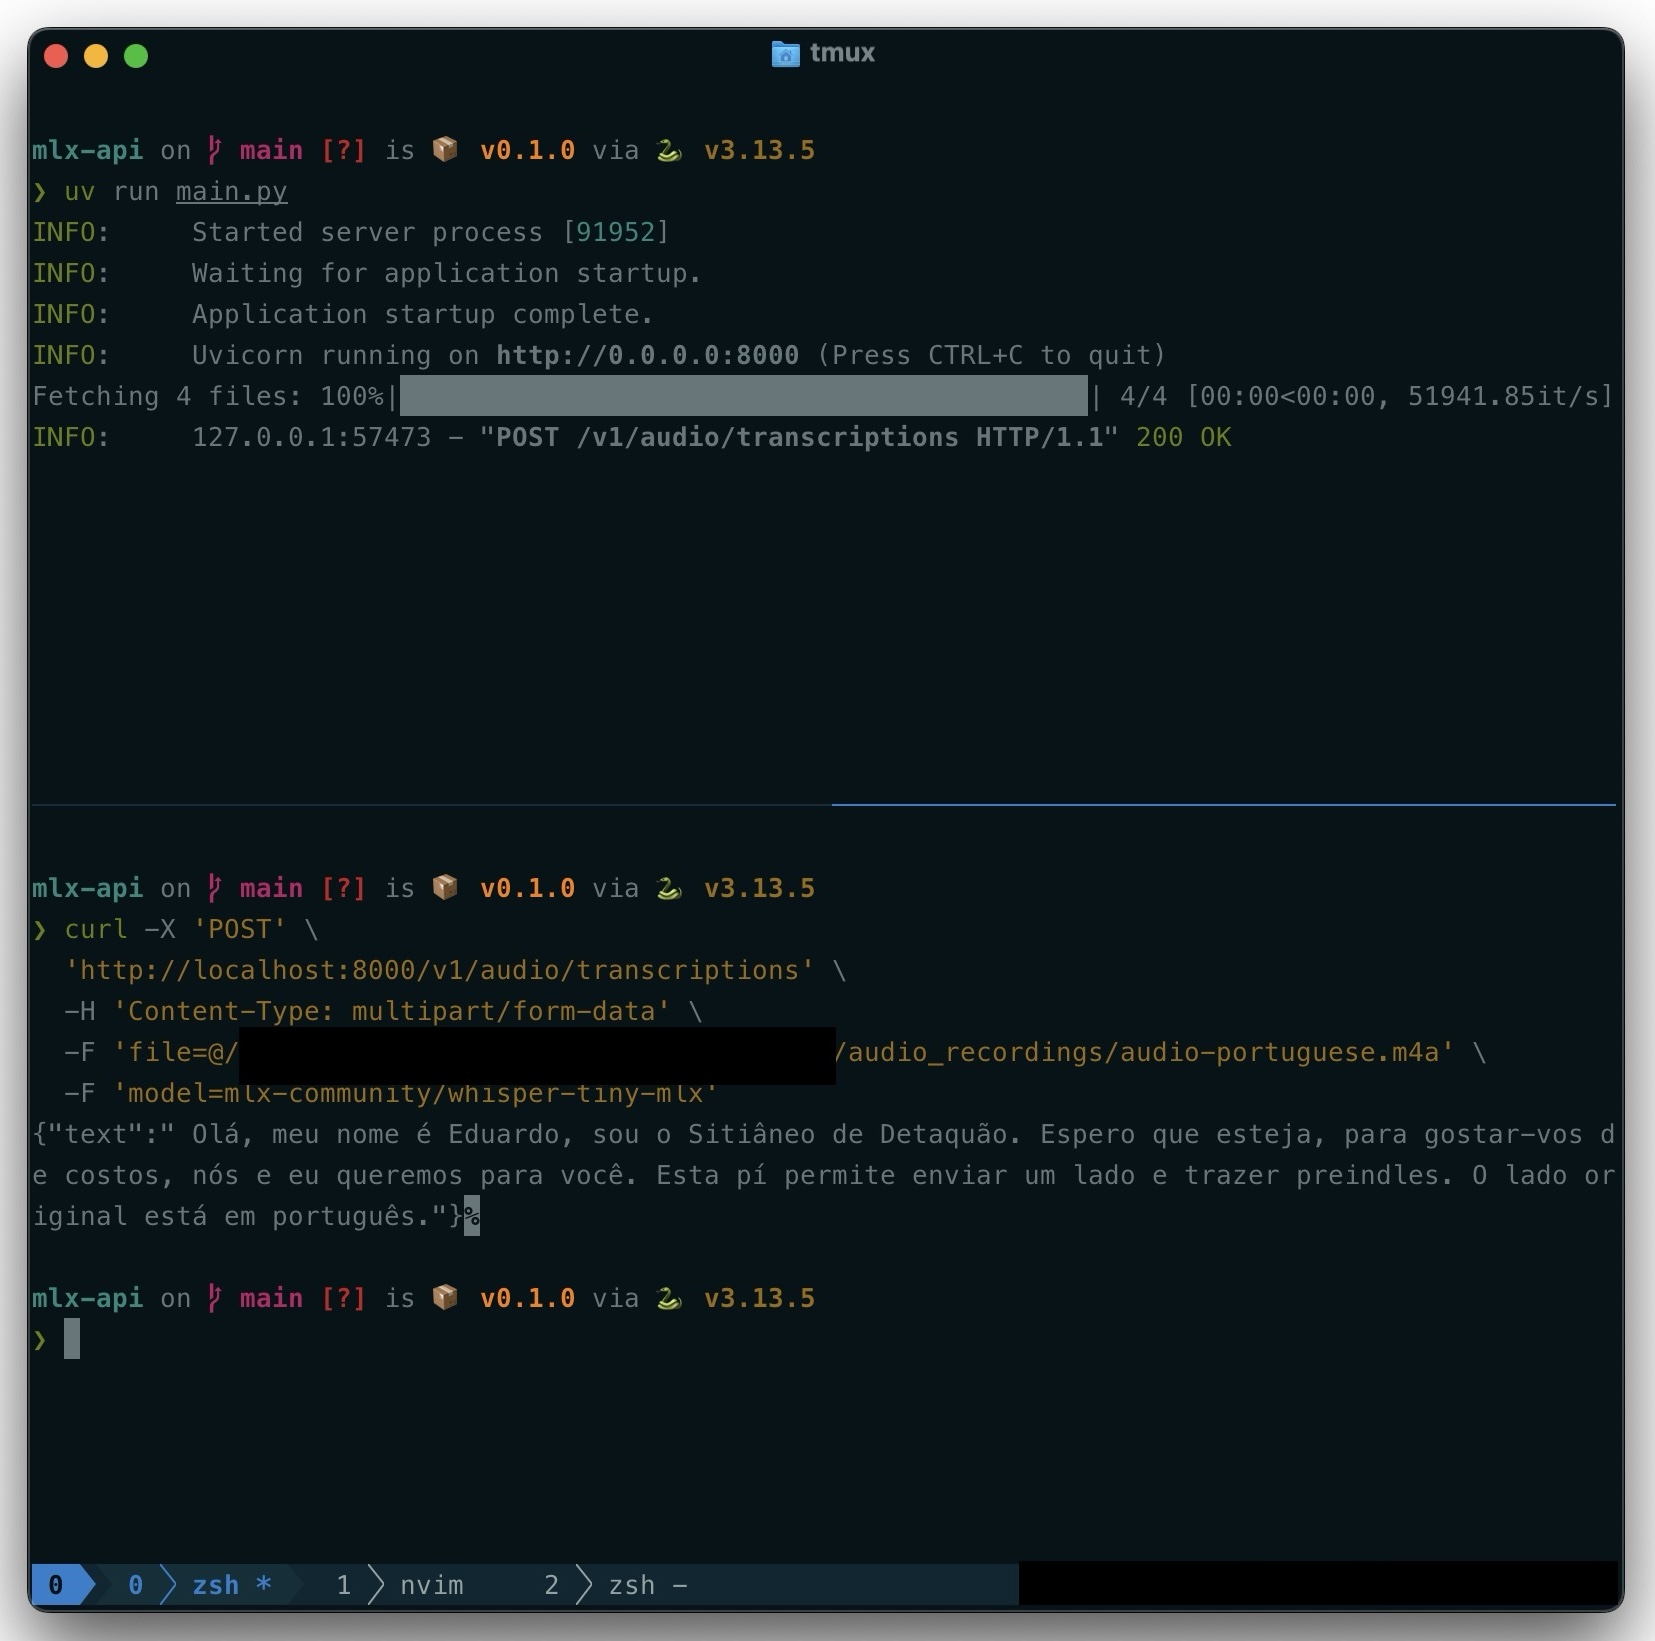 tmux
mlx-api on main [?] is v0.1.0 via v3.13.5
❯ uv run main.py
INFO:     Started server process [91952]
INFO:     Waiting for application startup.
INFO:     Application startup complete.
INFO:     Uvicorn running on http://0.0.0.0:8000 (Press CTRL+C to quit)
Fetching 4 files: 100%| | 4/4 [00:00<00:00, 51941.85it/s]
INFO:     127.0.0.1:57473 - "POST /v1/audio/transcriptions HTTP/1.1" 200 OK
mlx-api on main [?] is v0.1.0 via v3.13.5
❯ curl -X 'POST' \
  'http://localhost:8000/v1/audio/transcriptions' \
  -H 'Content-Type: multipart/form-data' \
  -F 'file=@/ /audio_recordings/audio-portuguese.m4a' \
  -F 'model=mlx-community/whisper-tiny-mlx'
{"text":" Olá, meu nome é Eduardo, sou o Sitiâneo de Detaquão. Espero que esteja, para gostar-vos d
e costos, nós e eu queremos para você. Esta pí permite enviar um lado e trazer preindles. O lado or
iginal está em português."}%
mlx-api on main [?] is v0.1.0 via v3.13.5
❯
0 0 zsh * 1 nvim 2 zsh -